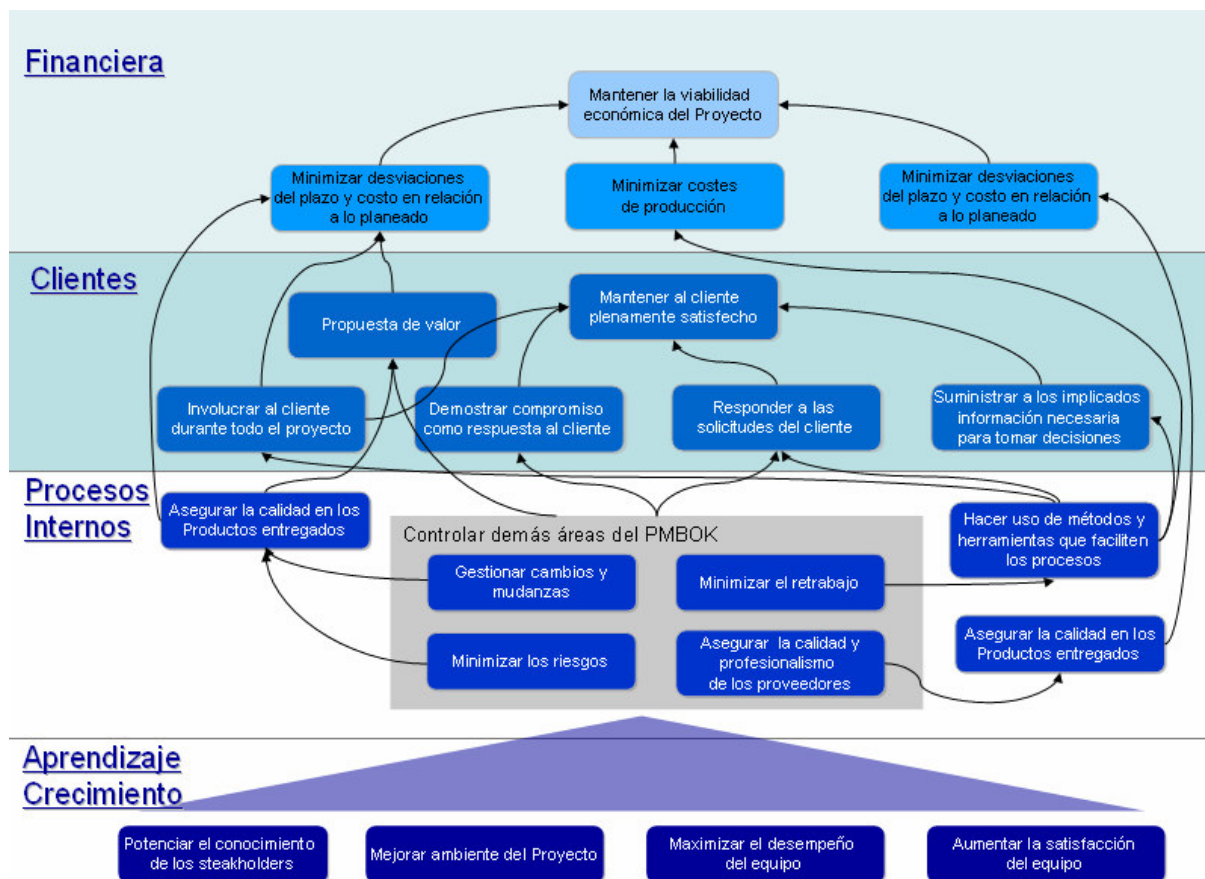 Financiera
Mantener la viabilidad
económica del Proyecto
Minimizar desviaciones
del plazo y costo en relación
a lo planeado
Minimizar costes
de producción
Minimizar desviaciones
del plazo y costo en relación
a lo planeado
Clientes
Propuesta de valor
Mantener al cliente
plenamente satisfecho
Involucrar al cliente
durante todo el proyecto
Demostrar compromiso
como respuesta al cliente
Responder a las
solicitudes del cliente
Suministrar a los implicados
información necesaria
para tomar decisiones
Procesos
Internos
Asegurar la calidad en los
Productos entregados
Controlar demás áreas del PMBOK
Gestionar cambios y
mudanzas
Minimizar el retrabajo
Minimizar los riesgos
Asegurar la calidad y
profesionalismo
de los proveedores
Hacer uso de métodos y
herramientas que faciliten
los procesos
Asegurar la calidad en los
Productos entregados
Aprendizaje
Crecimiento
Potenciar el conocimiento
de los steakholders
Mejorar ambiente del Proyecto
Maximizar el desempeño
del equipo
Aumentar la satisfacción
del equipo